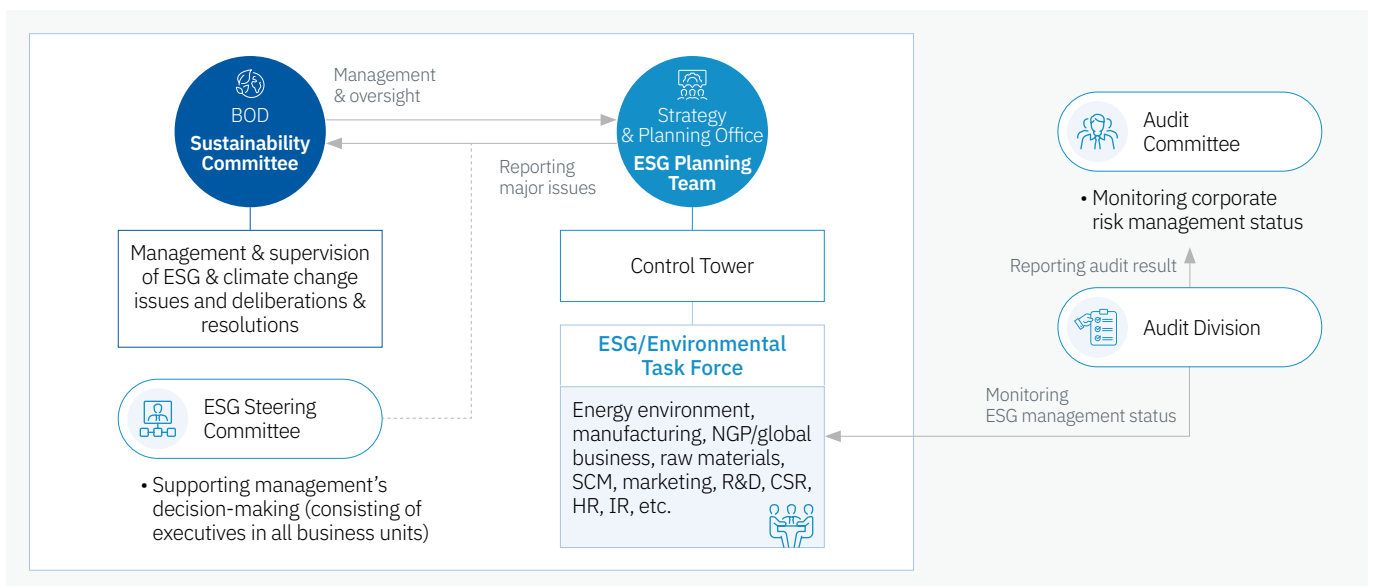 BOD
Sustainability
Committee
Management
& oversight
Strategy
& Planning Office
ESG Planning
Team
Reporting
major issues
Management & supervision
of ESG & climate change
issues and deliberations &
resolutions
Control Tower
ESG/Environmental
Task Force
Energy environment,
manufacturing, NGP/global
business, raw materials,
SCM, marketing, R&D, CSR,
HR, IR, etc.
ESG Steering
Committee
• Supporting management’s
decision-making (consisting of
executives in all business units)
Audit
Committee
• Monitoring corporate
risk management status
Reporting audit result
Audit Division
Monitoring
ESG management status